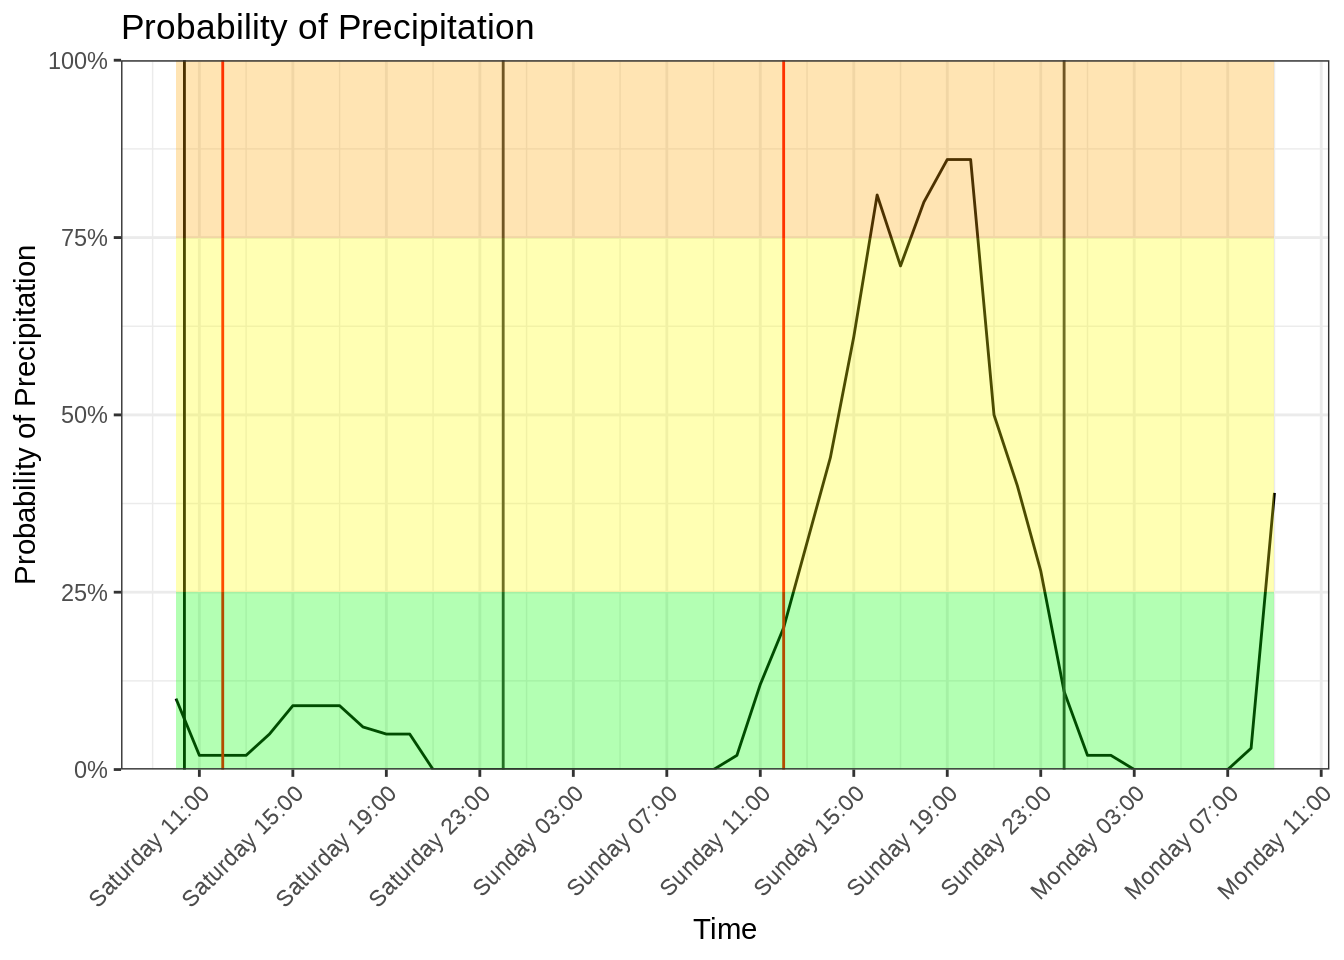 Probability of Precipitation
100%
75%
50%
25%
0%
Probability of Precipitation
Saturday 11:00
Saturday 15:00
Saturday 19:00
Saturday 23:00
Sunday 03:00
Sunday 07:00
Sunday 11:00
Sunday 15:00
Sunday 19:00
Sunday 23:00
Monday 03:00
Monday 07:00
Monday 11:00
Time